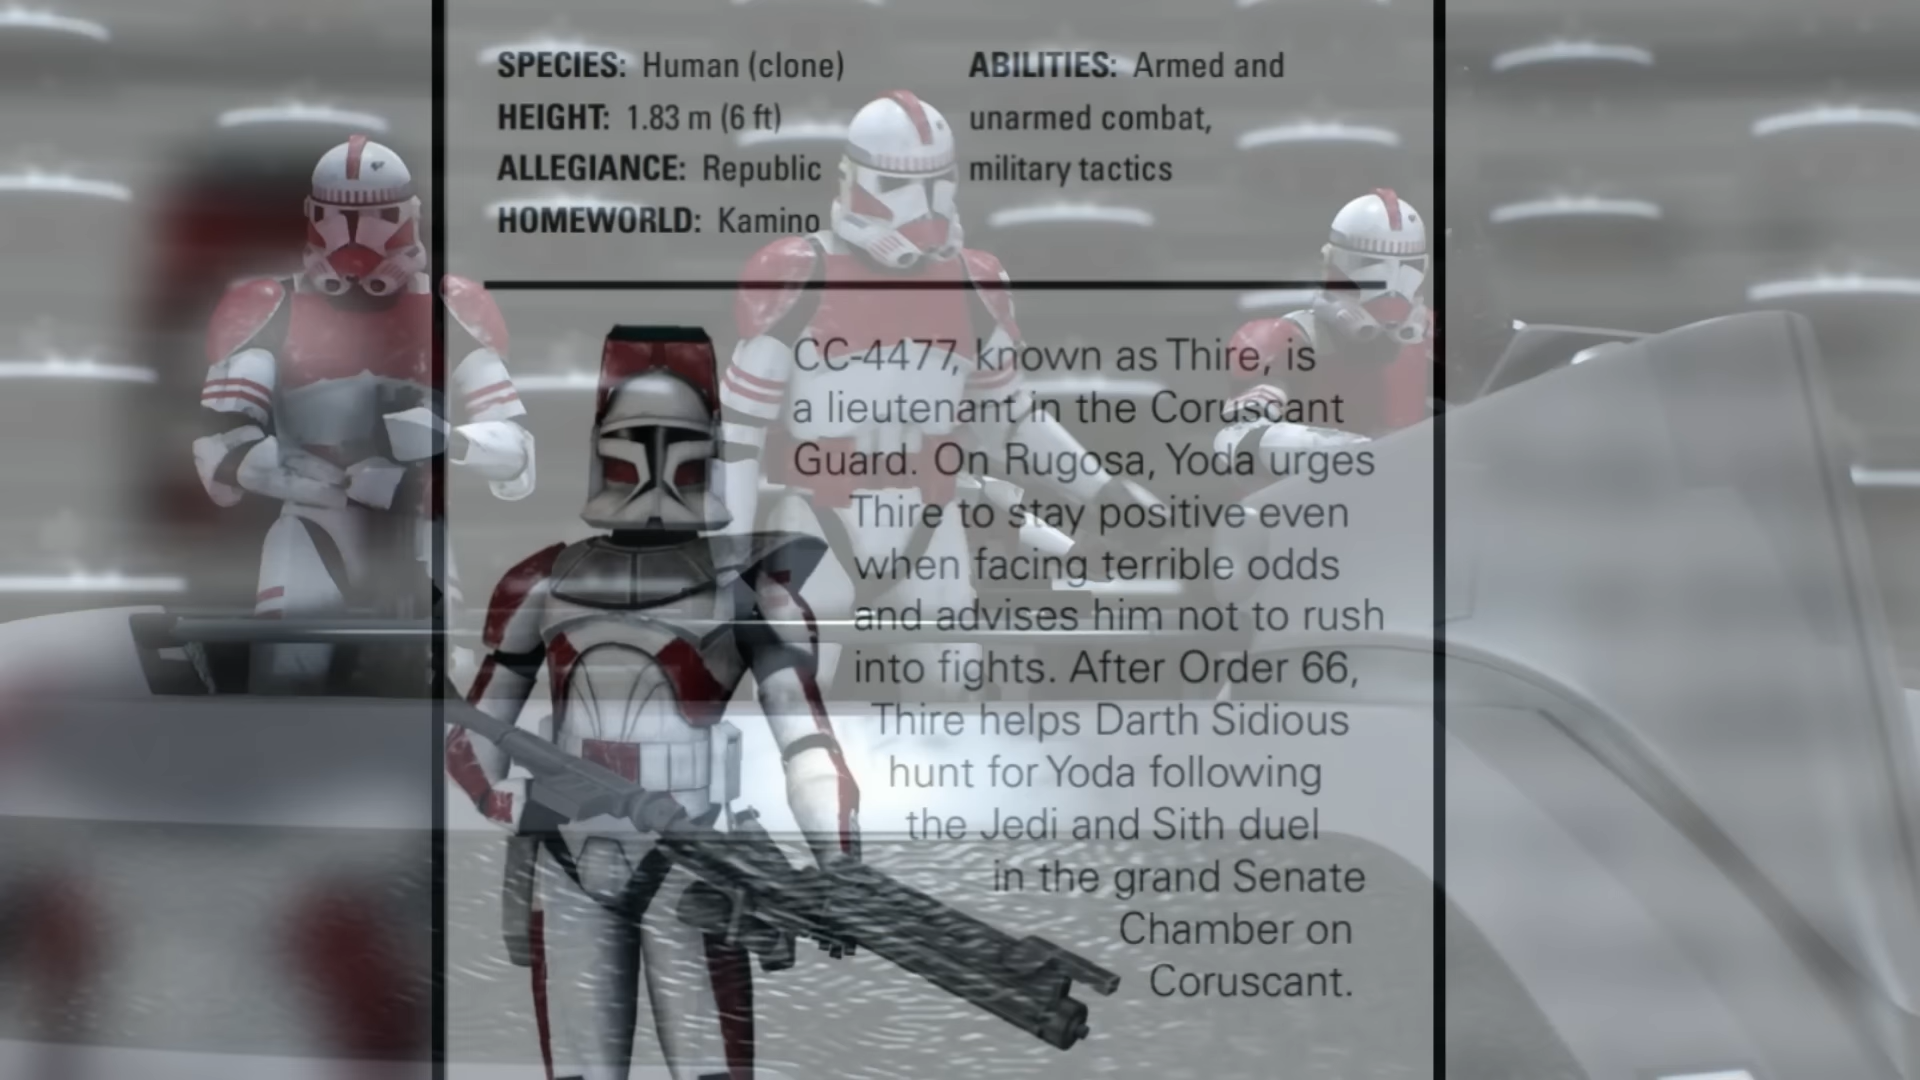 SPECIES: Human (clone)
HEIGHT: 1.83 m (6 ft)
ALLEGIANCE: Republic
HOMEWORLD: Kamino
ABILITIES: Armed and
unarmed combat,
military tactics
CC-4477, known as Thire, is
a lieutenant in the Coruscant
Guard. On Rugosa, Yoda urges
Thire to stay positive even
when facing terrible odds
and advises him not to rush
into fights. After Order 66,
Thire helps Darth Sidious
hunt for Yoda following
the Jedi and Sith duel
in the grand Senate
Chamber on
Coruscant.